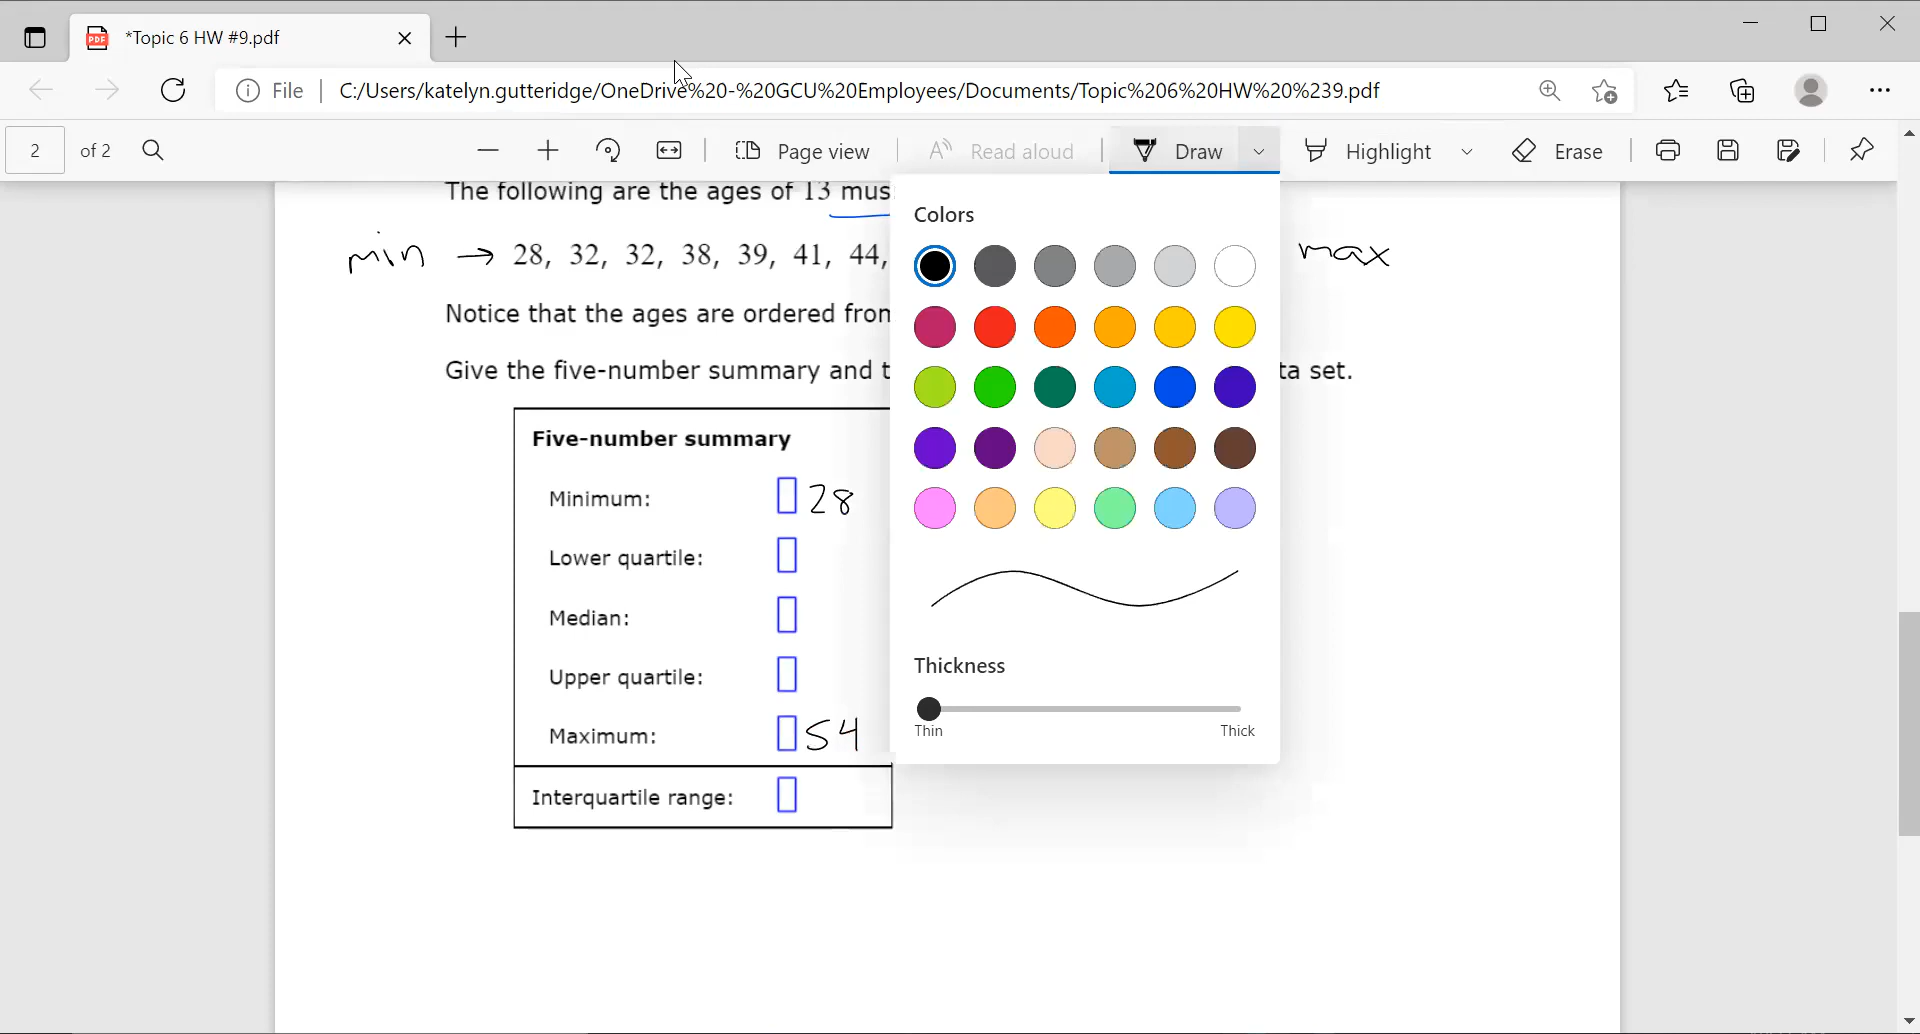 *Topic 6 HW #9.pdf
File | C:/Users/katelyn.gutteridge/OneDrive%20-%20GCU%20Employees/Documents/Topic%206%20HW%20%239.pdf
2 of 2 Page view Read aloud Draw Highlight Erase
The following are the ages of 13 mus
min → 28, 32, 32, 38, 39, 41, 44, max
Notice that the ages are ordered from
Give the five-number summary and t ta set.
Five-number summary
Minimum: 28
Lower quartile:
Median:
Upper quartile:
Maximum: 54
Interquartile range:
Colors
Thickness
Thin Thick